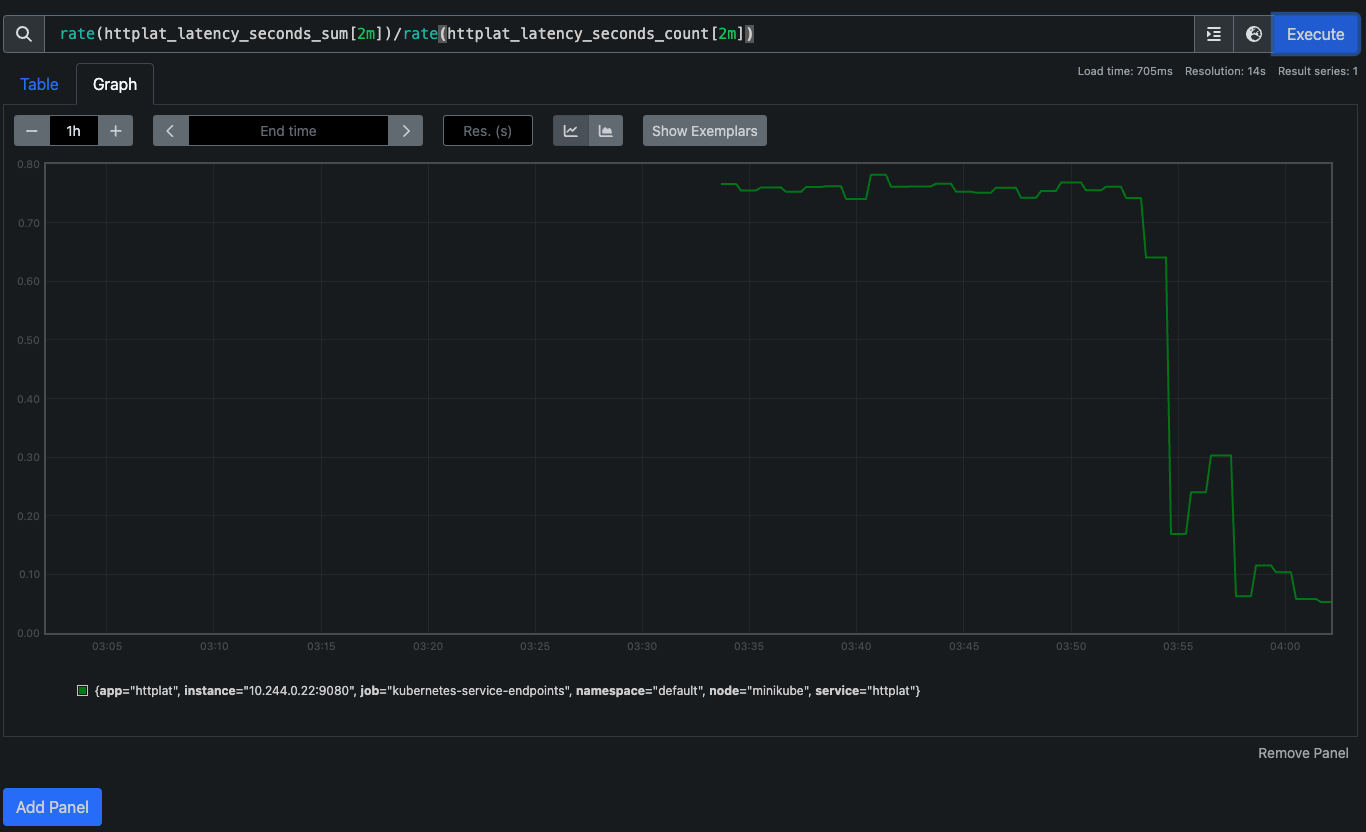 rate(httplat_latency_seconds_sum[2m])/rate(httplat_latency_seconds_count[2m])
Execute
Load time: 705ms Resolution: 14s Result series: 1
Table Graph
− 1h + End time Res. (s) Show Exemplars
0.80
0.70
0.60
0.50
0.40
0.30
0.20
0.10
0.00
03:05 03:10 03:15 03:20 03:25 03:30 03:35 03:40 03:45 03:50 03:55 04:00
{app="httplat", instance="10.244.0.22:9080", job="kubernetes-service-endpoints", namespace="default", node="minikube", service="httplat"}
Remove Panel
Add Panel